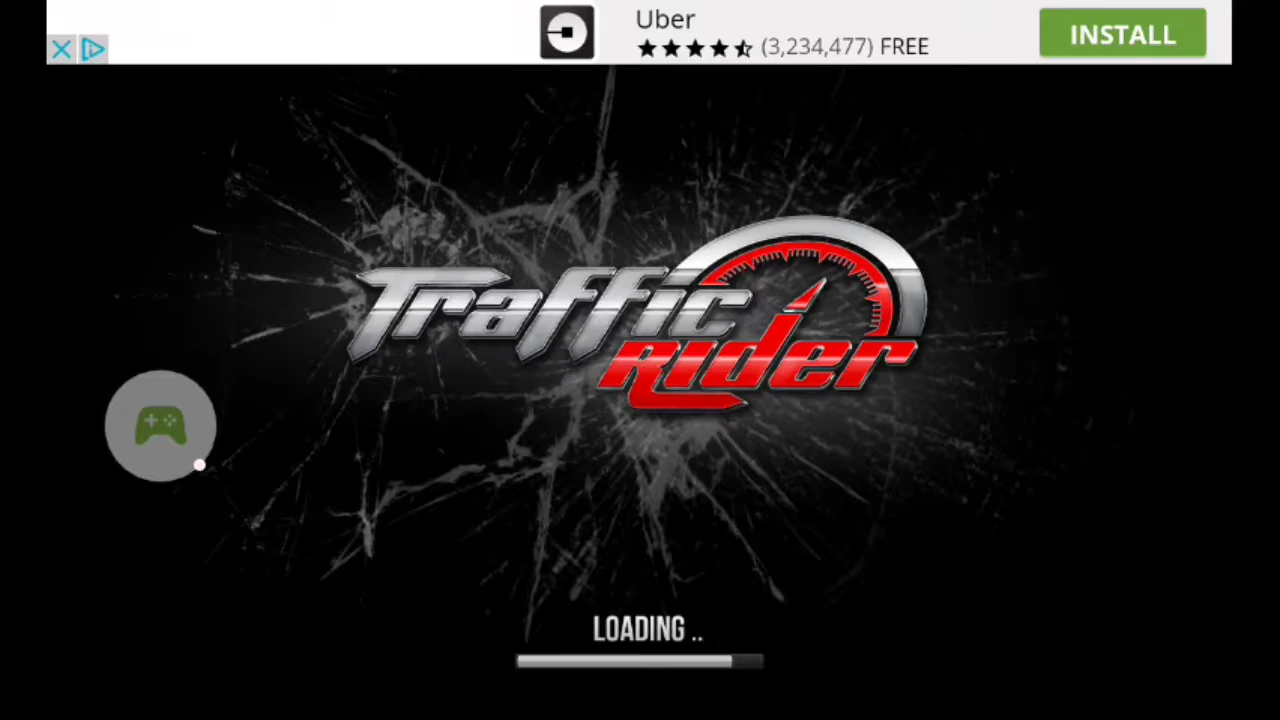 Uber
(3,234,477) FREE
INSTALL
Traffic
Rider
LOADING ..